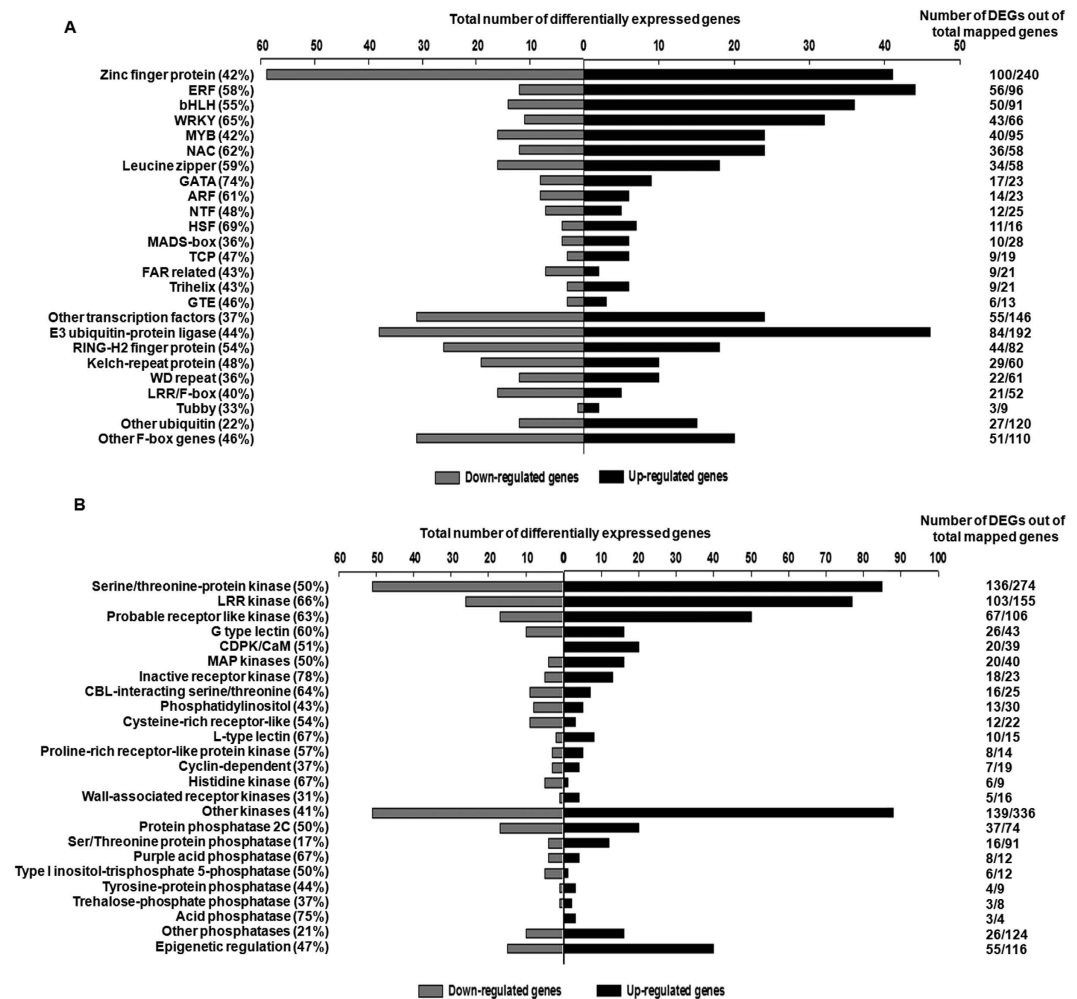 A
Total number of differentially expressed genes
Number of DEGs out of
total mapped genes
60 50 40 30 20 10 0 10 20 30 40 50
Zinc finger protein (42%) 100/240
ERF (58%) 56/96
bHLH (55%) 50/91
WRKY (65%) 43/66
MYB (42%) 40/95
NAC (62%) 36/58
Leucine zipper (59%) 34/58
GATA (74%) 17/23
ARF (61%) 14/23
NTF (48%) 12/25
HSF (69%) 11/16
MADS-box (36%) 10/28
TCP (47%) 9/19
FAR related (43%) 9/21
Trihelix (43%) 9/21
GTE (46%) 6/13
Other transcription factors (37%) 55/146
E3 ubiquitin-protein ligase (44%) 84/192
RING-H2 finger protein (54%) 44/82
Kelch-repeat protein (48%) 29/60
WD repeat (36%) 22/61
LRR/F-box (40%) 21/52
Tubby (33%) 3/9
Other ubiquitin (22%) 27/120
Other F-box genes (46%) 51/110
Down-regulated genes Up-regulated genes
B
Total number of differentially expressed genes
Number of DEGs out of
total mapped genes
60 50 40 30 20 10 0 10 20 30 40 50 60 70 80 90 100
Serine/threonine-protein kinase (50%) 136/274
LRR kinase (66%) 103/155
Probable receptor like kinase (63%) 67/106
G type lectin (60%) 26/43
CDPK/CaM (51%) 20/39
MAP kinases (50%) 20/40
Inactive receptor kinase (78%) 18/23
CBL-interacting serine/threonine (64%) 16/25
Phosphatidylinositol (43%) 13/30
Cysteine-rich receptor-like (54%) 12/22
L-type lectin (67%) 10/15
Proline-rich receptor-like protein kinase (57%) 8/14
Cyclin-dependent (37%) 7/19
Histidine kinase (67%) 6/9
Wall-associated receptor kinases (31%) 5/16
Other kinases (41%) 139/336
Protein phosphatase 2C (50%) 37/74
Ser/Threonine protein phosphatase (17%) 16/91
Purple acid phosphatase (67%) 8/12
Type I inositol-trisphosphate 5-phosphatase (50%) 6/12
Tyrosine-protein phosphatase (44%) 4/9
Trehalose-phosphate phosphatase (37%) 3/8
Acid phosphatase (75%) 3/4
Other phosphatases (21%) 26/124
Epigenetic regulation (47%) 55/116
Down-regulated genes Up-regulated genes